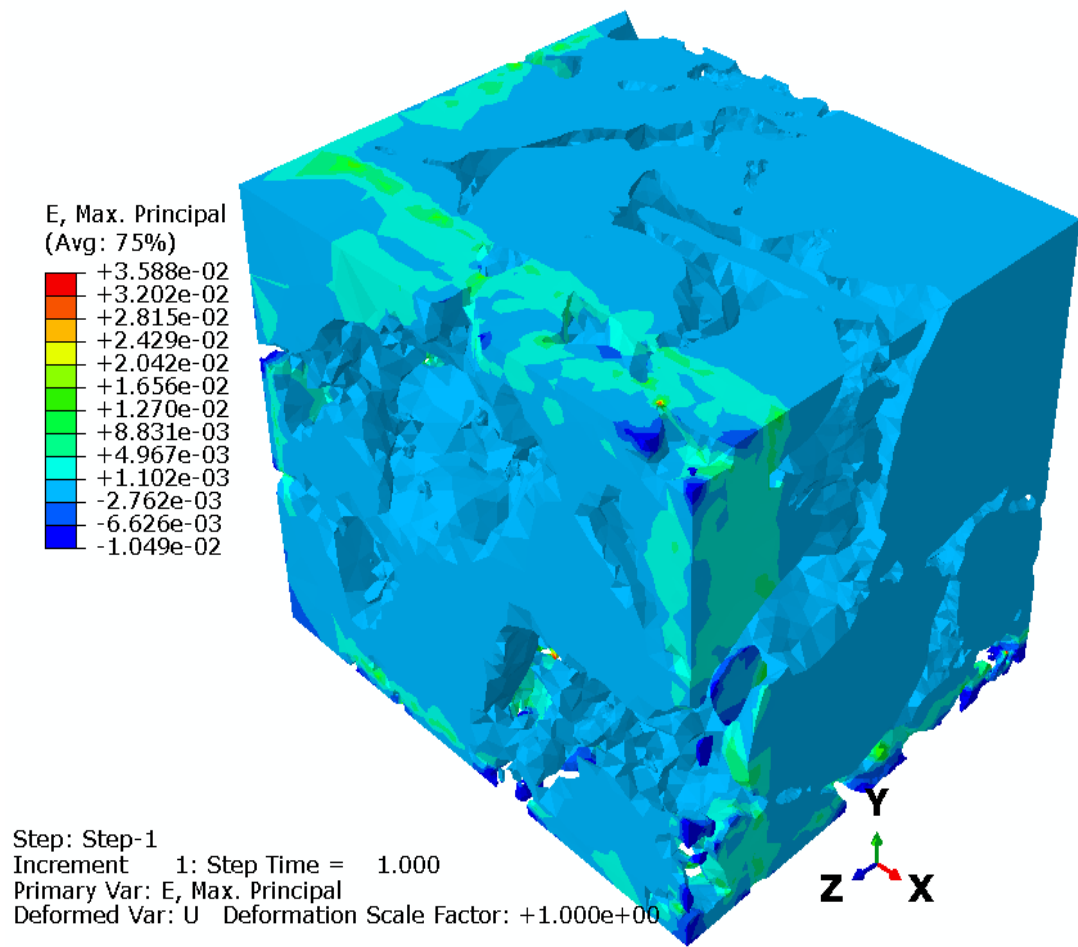 E, Max. Principal
(Avg: 75%)
+3.588e-02
+3.202e-02
+2.815e-02
+2.429e-02
+2.042e-02
+1.656e-02
+1.270e-02
+8.831e-03
+4.967e-03
+1.102e-03
-2.762e-03
-6.626e-03
-1.049e-02
Y
Z X
Step: Step-1
Increment 1: Step Time = 1.000
Primary Var: E, Max. Principal
Deformed Var: U Deformation Scale Factor: +1.000e+00